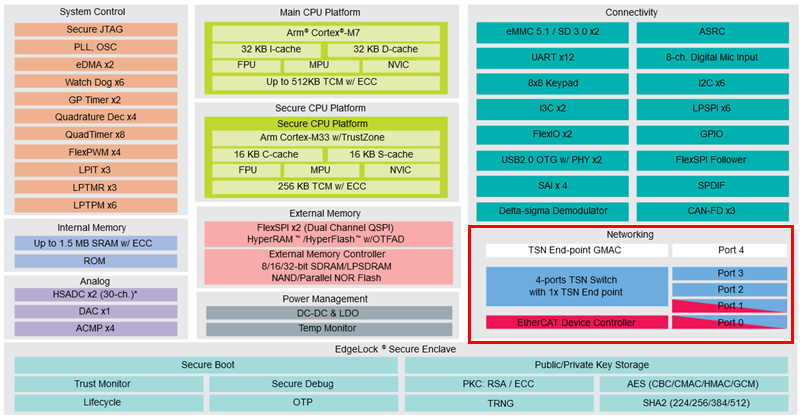 System Control
Secure JTAG
PLL, OSC
eDMA x2
Watch Dog x6
GP Timer x2
Quadrature Dec x4
QuadTimer x8
FlexPWM x4
LPIT x3
LPTMR x3
LPTPM x6
Internal Memory
Up to 1.5 MB SRAM w/ ECC
ROM
Analog
HSADC x2 (30-ch.)*
DAC x1
ACMP x4
Main CPU Platform
Arm® Cortex®-M7
32 KB I-cache
32 KB D-cache
FPU
MPU
NVIC
Up to 512KB TCM w/ ECC
Secure CPU Platform
Secure CPU Platform
Arm Cortex-M33 w/TrustZone
16 KB C-cache
16 KB S-cache
FPU
MPU
NVIC
256 KB TCM w/ ECC
External Memory
FlexSPI x2 (Dual Channel QSPI)
HyperRAM™ /HyperFlash™ w/OTFAD
External Memory Controller
8/16/32-bit SDRAM/LPSDRAM
NAND/Parallel NOR Flash
Power Management
DC-DC & LDO
Temp Monitor
Connectivity
eMMC 5.1 / SD 3.0 x2
ASRC
UART x12
8-ch. Digital Mic Input
8x8 Keypad
I2C x6
I3C x2
LPSPI x6
FlexIO x2
GPIO
USB2.0 OTG w/ PHY x2
FlexSPI Follower
SAI x 4
SPDIF
Delta-sigma Demodulator
CAN-FD x3
Networking
TSN End-point GMAC
Port 4
4-ports TSN Switch
with 1x TSN End point
Port 3
Port 2
Port 1
EtherCAT Device Controller
Port 0
EdgeLock ® Secure Enclave
Secure Boot
Public/Private Key Storage
Trust Monitor
Secure Debug
PKC: RSA / ECC
AES (CBC/CMAC/HMAC/GCM)
Lifecycle
OTP
TRNG
SHA2 (224/256/384/512)